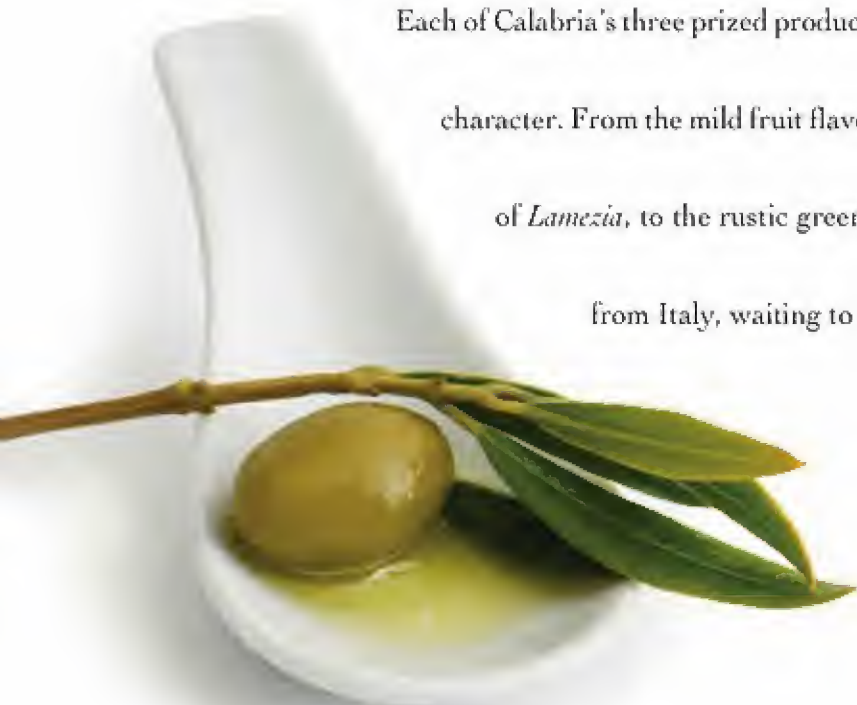 Each of Calabria's three prized produc
character. From the mild fruit flav
of Lamezia, to the rustic green
from Italy, waiting to